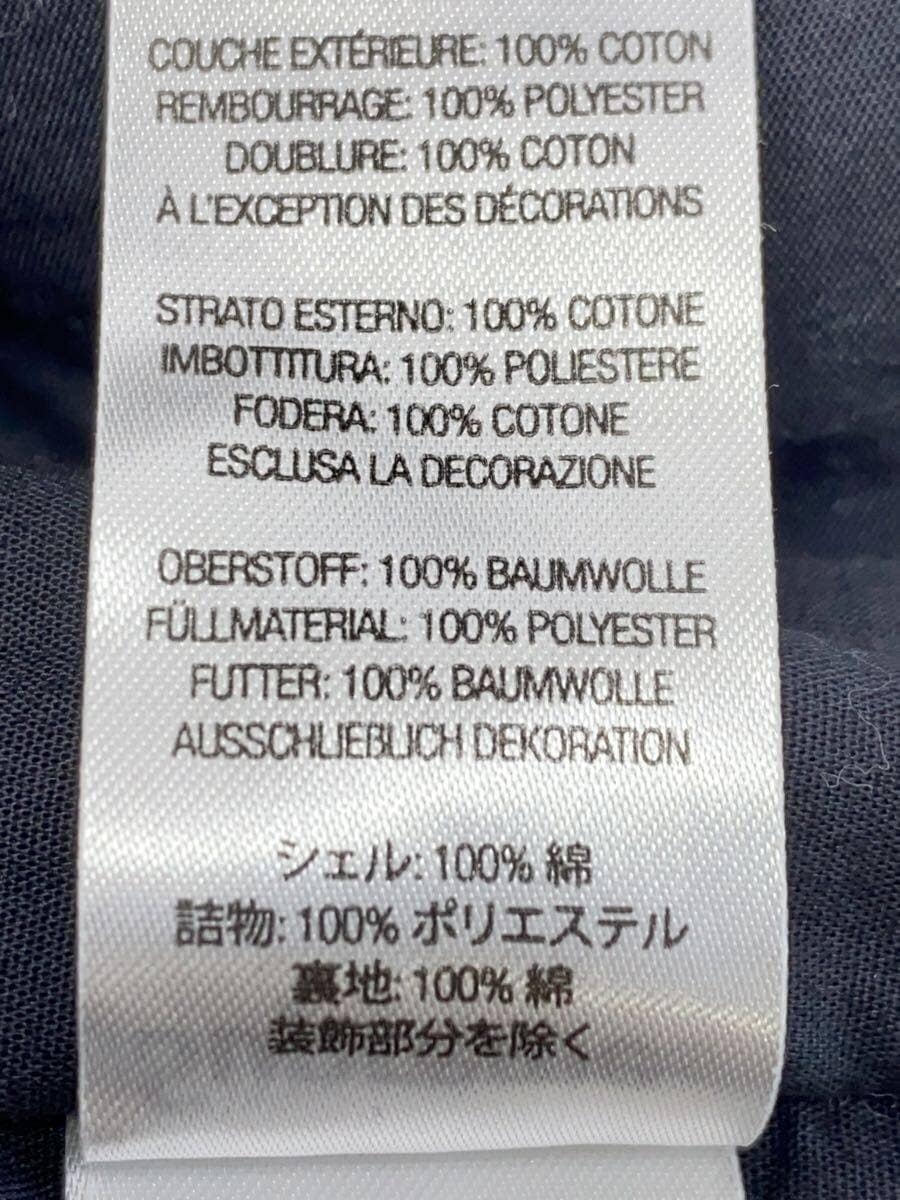 COUCHE EXTÉRIEURE: 100% COTON
REMBOURRAGE: 100% POLYESTER
DOUBLURE: 100% COTON
À L'EXCEPTION DES DÉCORATIONS
STRATO ESTERNO: 100% COTONE
IMBOTTITURA: 100% POLIESTERE
FODERA: 100% COTONE
ESCLUSA LA DECORAZIONE
OBERSTOFF: 100% BAUMWOLLE
FÜLLMATERIAL: 100% POLYESTER
FUTTER: 100% BAUMWOLLE
AUSSCHLIEßLICH DEKORATION
シェル: 100% 綿
詰物: 100% ポリエステル
裏地: 100% 綿
装飾部分を除く